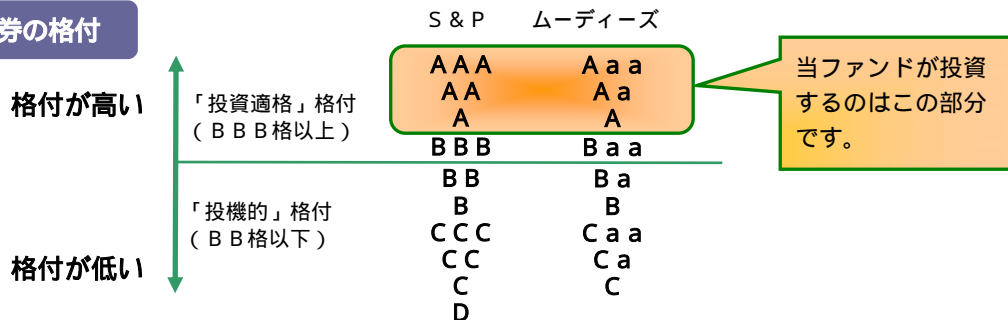 券の格付
S&P ムーディーズ
格付が高い
「投資適格」格付
(BBB格以上)
AAA Aaa
AA Aa
A A
BBB Baa
当ファンドが投資
するのはこの部分
です。
「投機的」格付
(BB格以下)
格付が低い
BB Ba
B B
CCC Caa
CC Ca
C C
D